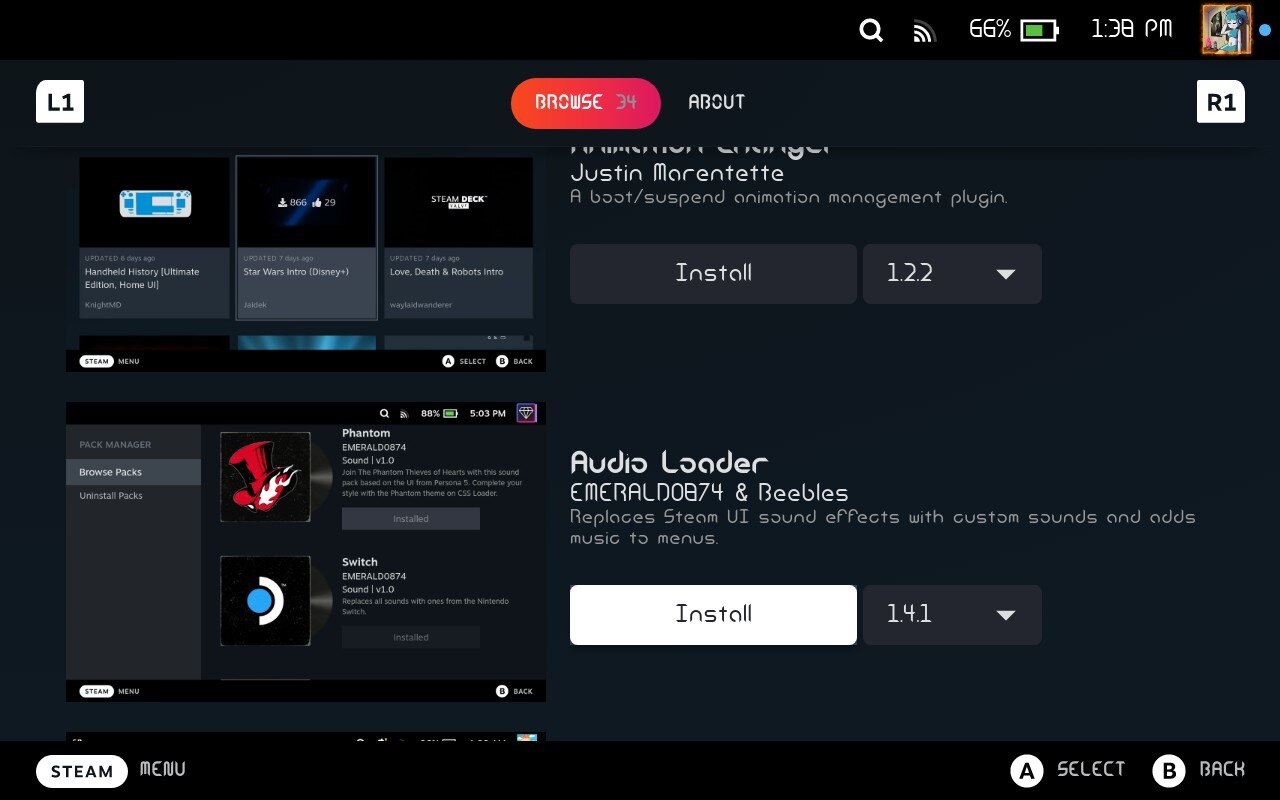 66% 1:38 PM
L1
BROWSE 34
ABOUT
R1
Animation Changer
Justin Marentette
A boot/suspend animation management plugin.
Install
1.2.2
866 29
STEAM DECK
VALVE
UPDATED 6 days ago
Handheld History [Ultimate
Edition, Home UI]
KnightMD
UPDATED 7 days ago
Star Wars Intro (Disney+)
Jaldek
UPDATED 7 days ago
Love, Death & Robots Intro
waylaidwanderer
STEAM MENU
A SELECT B BACK
88% 5:03 PM
PACK MANAGER
Browse Packs
Uninstall Packs
Phantom
EMERALD0874
Sound | v1.0
Join The Phantom Thieves of Hearts with this sound
pack based on the UI from Persona 5. Complete your
style with the Phantom theme on CSS Loader.
Installed
Switch
EMERALD0874
Sound | v1.0
Replaces all sounds with ones from the Nintendo
Switch.
Installed
STEAM MENU
B BACK
Audio Loader
EMERALD0874 & Beebles
Replaces Steam UI sound effects with custom sounds and adds
music to menus.
Install
1.4.1
STEAM MENU
A SELECT B BACK